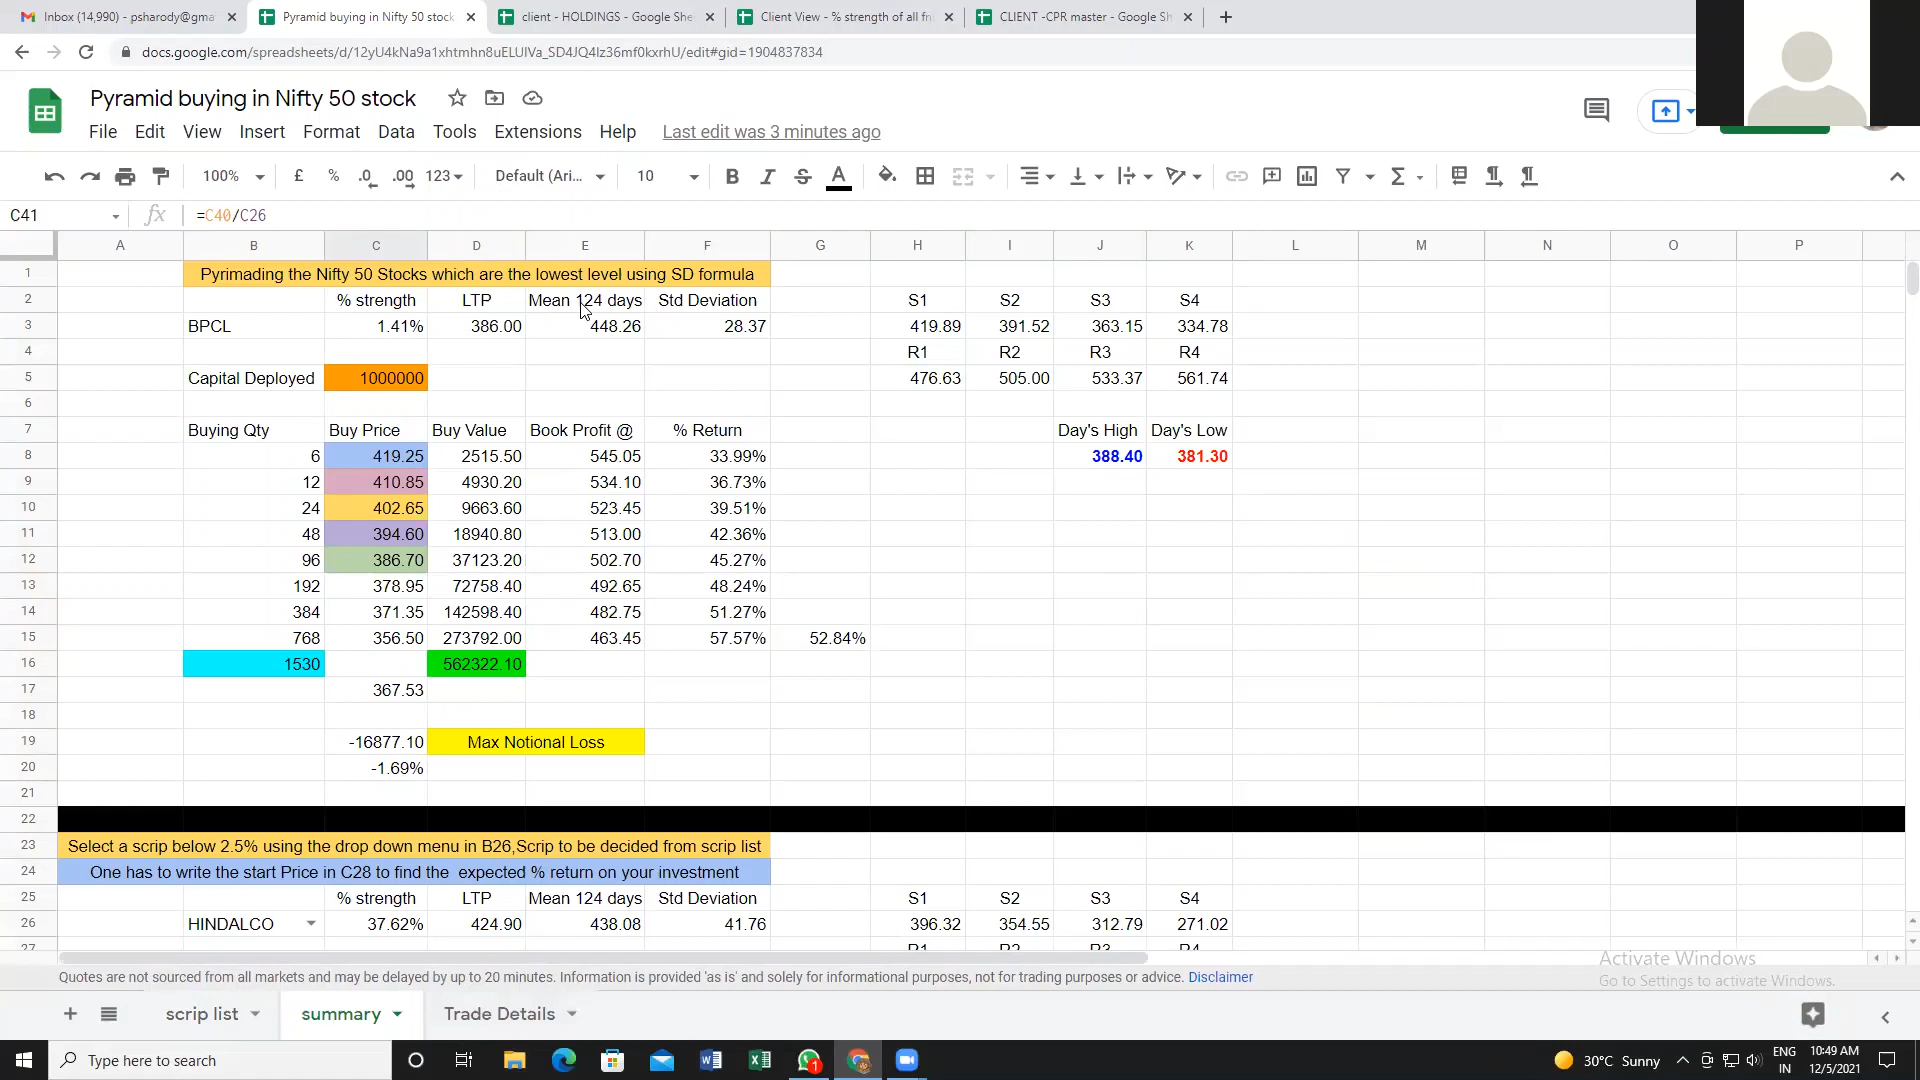 Inbox (14,990) - psharody@gma
Pyramid buying in Nifty 50 stock
client - HOLDINGS - Google She
Client View - % strength of all fn
CLIENT -CPR master - Google Sh
docs.google.com/spreadsheets/d/12yU4kNa9a1xhtmhn8uELUIVa_SD4JQ4lz36mf0kxrhU/edit#gid=1904837834
Pyramid buying in Nifty 50 stock
File Edit View Insert Format Data Tools Extensions Help Last edit was 3 minutes ago
100% £ % .0 .00 123 Default (Ari... 10 B I S A
C41 fx =C40/C26
A B C D E F G H I J K L M N O P
1 Pyrimading the Nifty 50 Stocks which are the lowest level using SD formula
2 % strength LTP Mean 124 days Std Deviation S1 S2 S3 S4
3 BPCL 1.41% 386.00 448.26 28.37 419.89 391.52 363.15 334.78
4 R1 R2 R3 R4
5 Capital Deployed 1000000 476.63 505.00 533.37 561.74
6
7 Buying Qty Buy Price Buy Value Book Profit @ % Return Day's High Day's Low
8 6 419.25 2515.50 545.05 33.99% 388.40 381.30
9 12 410.85 4930.20 534.10 36.73%
10 24 402.65 9663.60 523.45 39.51%
11 48 394.60 18940.80 513.00 42.36%
12 96 386.70 37123.20 502.70 45.27%
13 192 378.95 72758.40 492.65 48.24%
14 384 371.35 142598.40 482.75 51.27%
15 768 356.50 273792.00 463.45 57.57% 52.84%
16 1530 562322.10
17 367.53
18
19 -16877.10 Max Notional Loss
20 -1.69%
21
22
23 Select a scrip below 2.5% using the drop down menu in B26,Scrip to be decided from scrip list
24 One has to write the start Price in C28 to find the expected % return on your investment
25 % strength LTP Mean 124 days Std Deviation S1 S2 S3 S4
26 HINDALCO 37.62% 424.90 438.08 41.76 396.32 354.55 312.79 271.02
27 R1 R2 R3 R4
Activate Windows
Quotes are not sourced from all markets and may be delayed by up to 20 minutes. Information is provided 'as is' and solely for informational purposes, not for trading purposes or advice. Disclaimer
Go to Settings to activate Windows.
scrip list summary Trade Details
Type here to search
1
30°C Sunny
ENG
IN
10:49 AM
12/5/2021